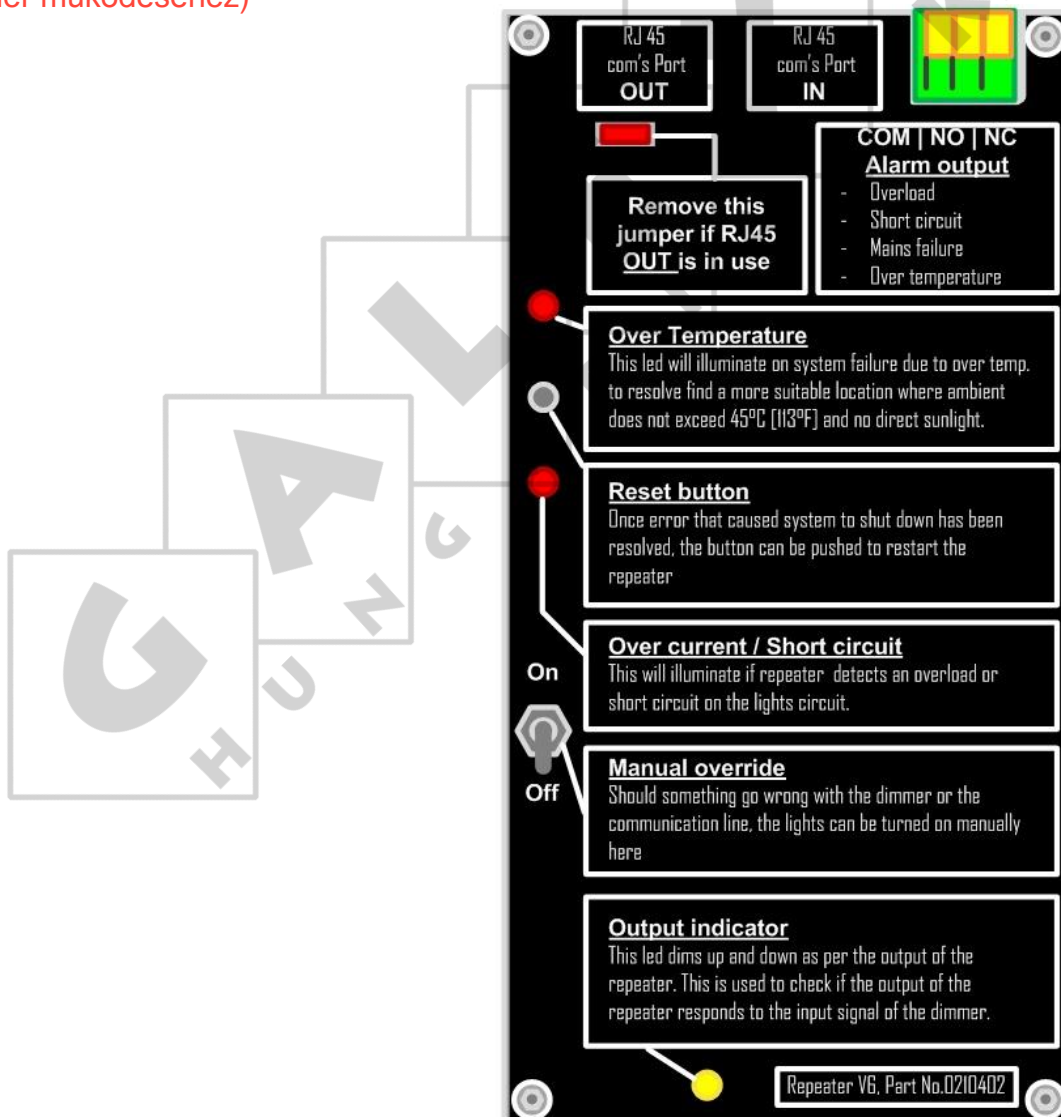 működéséhez)
RJ 45
com's Port
OUT
RJ 45
com's Port
IN
COM | NO | NC
Alarm output
- Overload
- Short circuit
- Mains failure
- Over temperature
Remove this
jumper if RJ45
OUT is in use
Over Temperature
This led will illuminate on system failure due to over temp.
to resolve find a more suitable location where ambient
does not exceed 45ºC [113ºF] and no direct sunlight.
Reset button
Once error that caused system to shut down has been
resolved, the button can be pushed to restart the
repeater
Over current / Short circuit
This will illuminate if repeater detects an overload or
short circuit on the lights circuit.
On
Off
Manual override
Should something go wrong with the dimmer or the
communication line, the lights can be turned on manually
here
Output indicator
This led dims up and down as per the output of the
repeater. This is used to check if the output of the
repeater responds to the input signal of the dimmer.
Repeater V6, Part No.0210402
GAL
HUNG